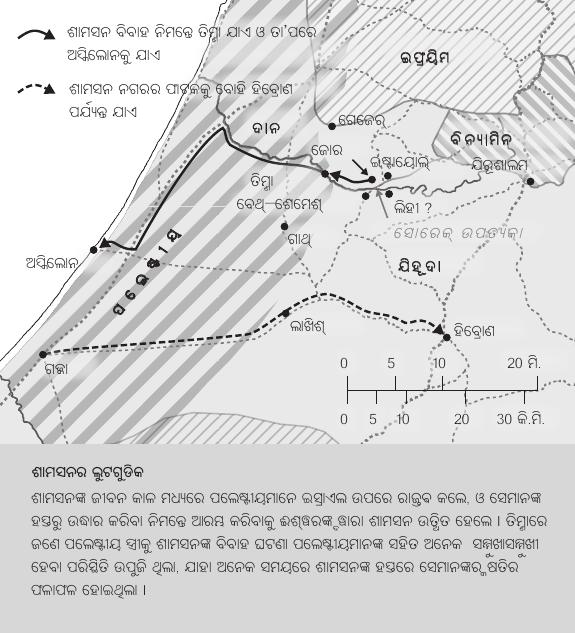 ଶାମସନ ବିବାହ ନିମନ୍ତେ ତିମ୍ନା ଯାଏ ଓ ତା'ପରେ
ଅସ୍କିଲୋନକୁ ଯାଏ
ଶାମସନ ନଗରର ଫାଟକକୁ ବୋହି ହିବ୍ରୋଣ
ପର୍ଯ୍ୟନ୍ତ ଯାଏ
ଇଫ୍ରୟିମ
ଗେଜେର୍
ଦାନ
ବିନ୍ୟାମିନ
ଜୋର
ଯିରୂଶାଲମ
ତିମ୍ନା
ବେଥ୍-ଶେମେଶ୍
ଲିହୀ ?
ଗାଥ୍
ସୋରେକ୍ ଉପତ୍ୟକା
ଅସ୍କିଲୋନ
ଯିହୂଦା
ଲାଖିଶ୍
ହିବ୍ରୋଣ
ଗାଜା
0 5 10 20 ମି.
0 5 10 20 30 କି.ମି.
ଶାମସନର ଲୁଟଗୁଡିକ
ଶାମସନଙ୍କ ଜୀବନ କାଳ ମଧ୍ୟରେ ପଲେଷ୍ଟୀୟମାନେ ଇସ୍ରାଏଲ ଉପରେ ରାଜତ୍ୱ କଲେ, ଓ ସେମାନଙ୍କ
ହସ୍ତରୁ ଉଦ୍ଧାର କରିବା ନିମନ୍ତେ ଆରମ୍ଭ କରିବାକୁ ଈଶ୍ୱରଙ୍କ ଦ୍ୱାରା ଶାମସନ ଉତ୍ଥିତ ହେଲେ ।  ତିମ୍ନାରେ
ଜଣେ ପଲେଷ୍ଟୀୟ ସ୍ତ୍ରୀକୁ ଶାମସନଙ୍କ ବିବାହ ଘଟଣା ପଲେଷ୍ଟୀୟମାନଙ୍କ ସହିତ ଅନେକ ସମ୍ମୁଖାସମ୍ମୁଖୀ
ହେବା ପରିସ୍ଥିତି ଉପୁଜି ଥିଲା, ଯାହା ଅନେକ ସମୟରେ ଶାମସନଙ୍କ ହସ୍ତରେ ସେମାନଙ୍କର୍ କ୍ଷତିର
ଫଳାଫଳ ହୋଇଥିଲା ।